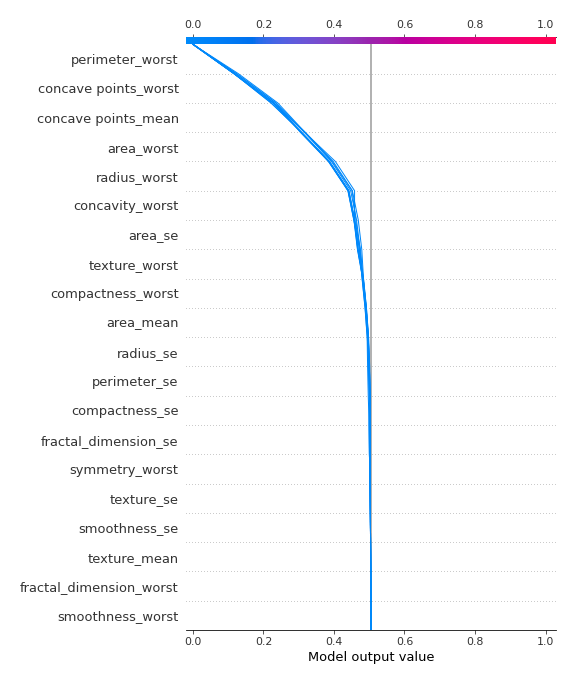 0.0 0.2 0.4 0.6 0.8 1.0
perimeter_worst
concave points_worst
concave points_mean
area_worst
radius_worst
concavity_worst
area_se
texture_worst
compactness_worst
area_mean
radius_se
perimeter_se
compactness_se
fractal_dimension_se
symmetry_worst
texture_se
smoothness_se
texture_mean
fractal_dimension_worst
smoothness_worst
0.0 0.2 0.4 0.6 0.8 1.0
Model output value